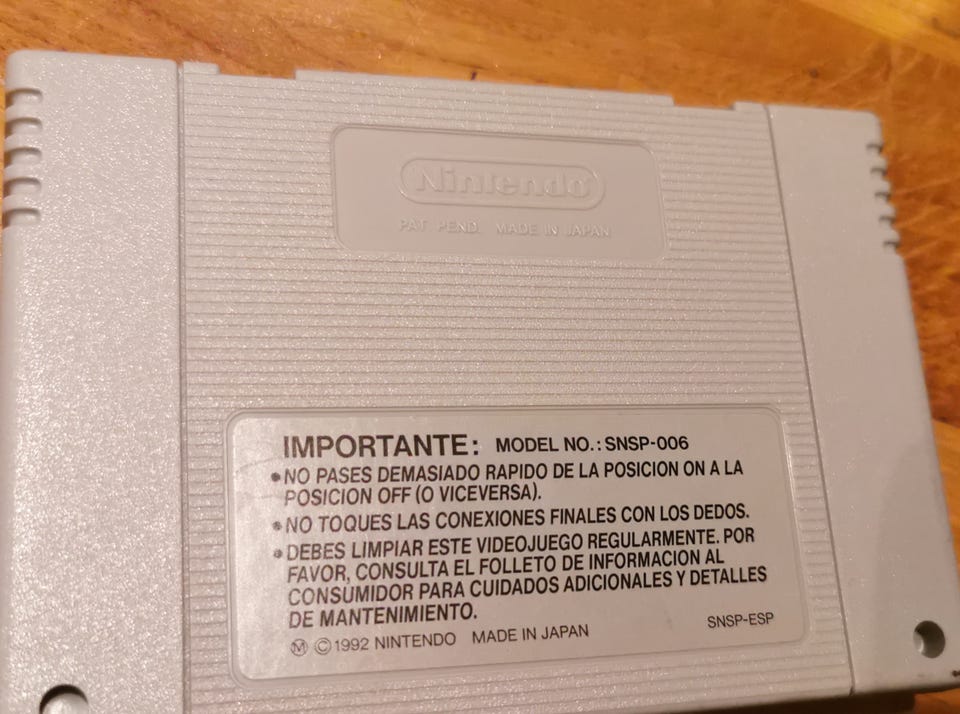 Nintendo
PAT. PEND. MADE IN JAPAN
IMPORTANTE: MODEL NO.: SNSP-006
•NO PASES DEMASIADO RAPIDO DE LA POSICION ON A LA
POSICION OFF (O VICEVERSA).
•NO TOQUES LAS CONEXIONES FINALES CON LOS DEDOS.
•DEBES LIMPIAR ESTE VIDEOJUEGO REGULARMENTE. POR
FAVOR, CONSULTA EL FOLLETO DE INFORMACION AL
CONSUMIDOR PARA CUIDADOS ADICIONALES Y DETALLES
DE MANTENIMIENTO.
Ⓜ ©1992 NINTENDO MADE IN JAPAN SNSP-ESP